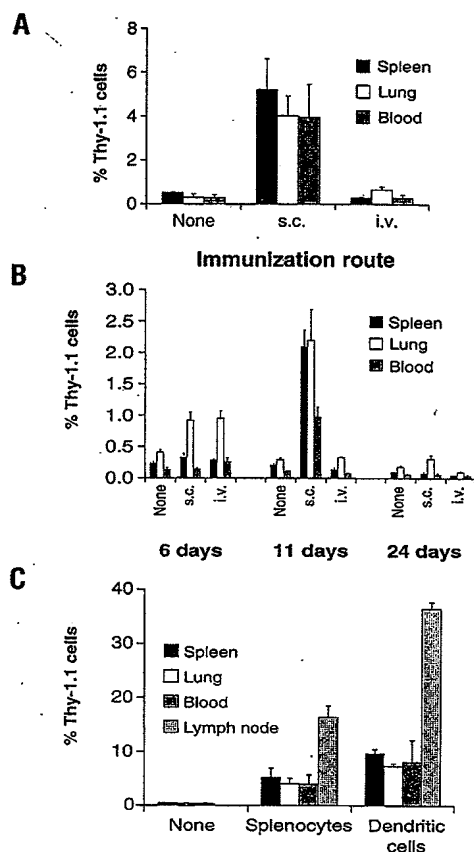 A
% Thy-1.1 cells
8
6
4
2
0
Spleen
Lung
Blood
None s.c. i.v.
Immunization route
B
% Thy-1.1 cells
3.0
2.5
2.0
1.5
1.0
0.5
0.0
Spleen
Lung
Blood
None s.c. i.v. None s.c. i.v. None s.c. i.v.
6 days 11 days 24 days
C
% Thy-1.1 cells
40
30
20
10
0
Spleen
Lung
Blood
Lymph node
None Splenocytes Dendritic
cells